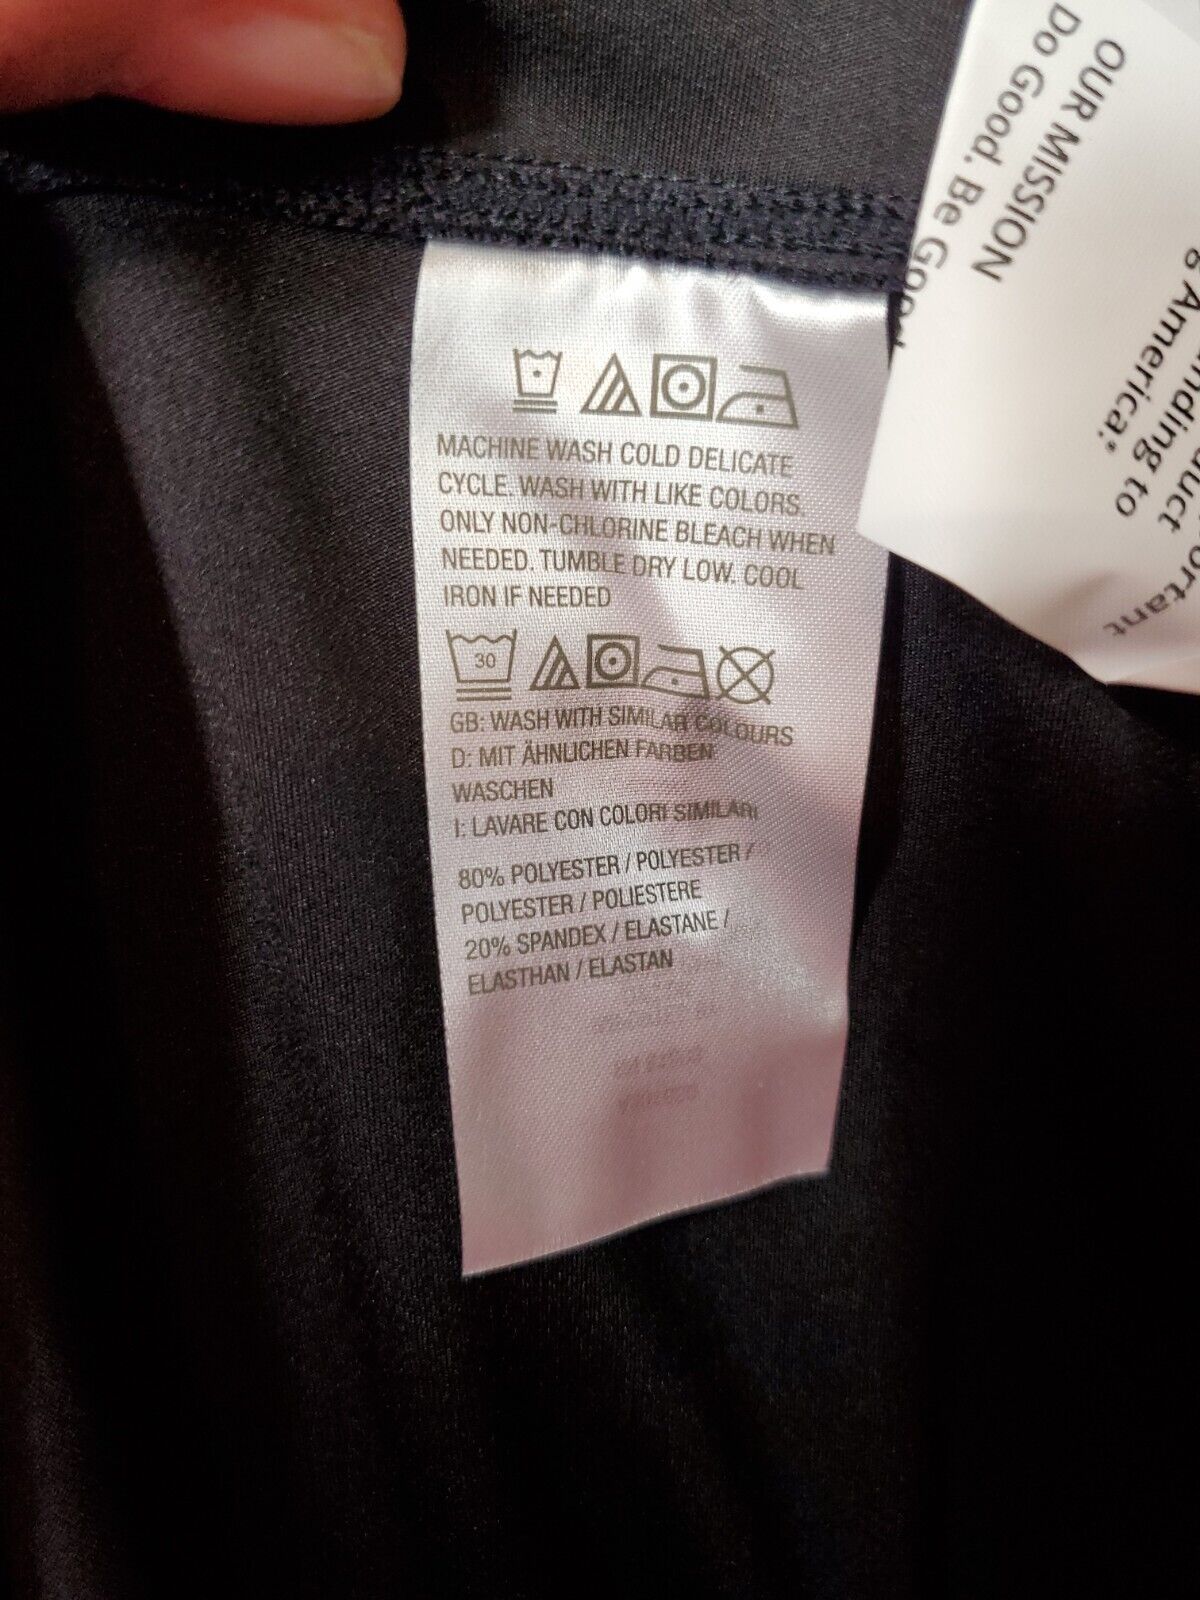 MACHINE WASH COLD DELICATE
CYCLE. WASH WITH LIKE COLORS.
ONLY NON-CHLORINE BLEACH WHEN
NEEDED. TUMBLE DRY LOW. COOL
IRON IF NEEDED
30
GB: WASH WITH SIMILAR COLOURS
D: MIT ÄHNLICHEN FARBEN
WASCHEN
I: LAVARE CON COLORI SIMILARI
80% POLYESTER / POLYESTER /
POLYESTER / POLIESTERE
20% SPANDEX / ELASTANE /
ELASTHAN / ELASTAN
OUR MISSION
Do Good. Be Good
America.*
to